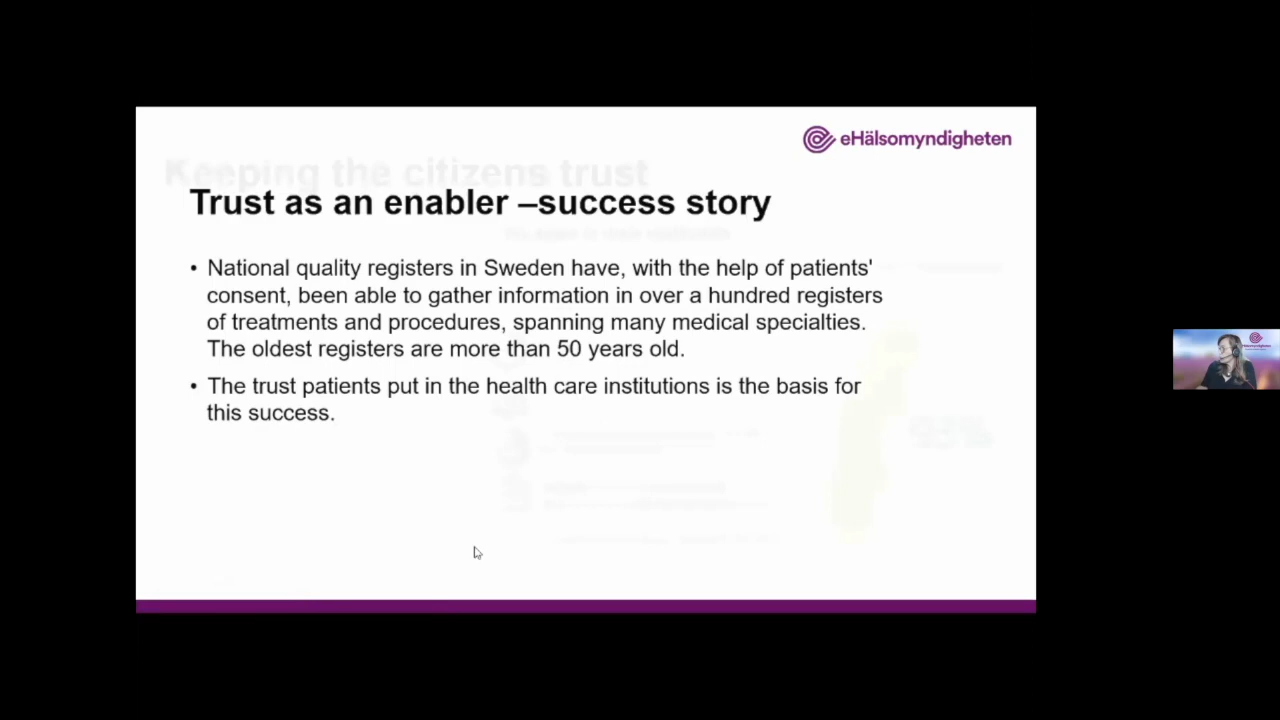 eHälsomyndigheten
Keeping the citizens trust
Trust as an enabler –success story
• National quality registers in Sweden have, with the help of patients'
consent, been able to gather information in over a hundred registers
of treatments and procedures, spanning many medical specialties.
The oldest registers are more than 50 years old.
• The trust patients put in the health care institutions is the basis for
this success.